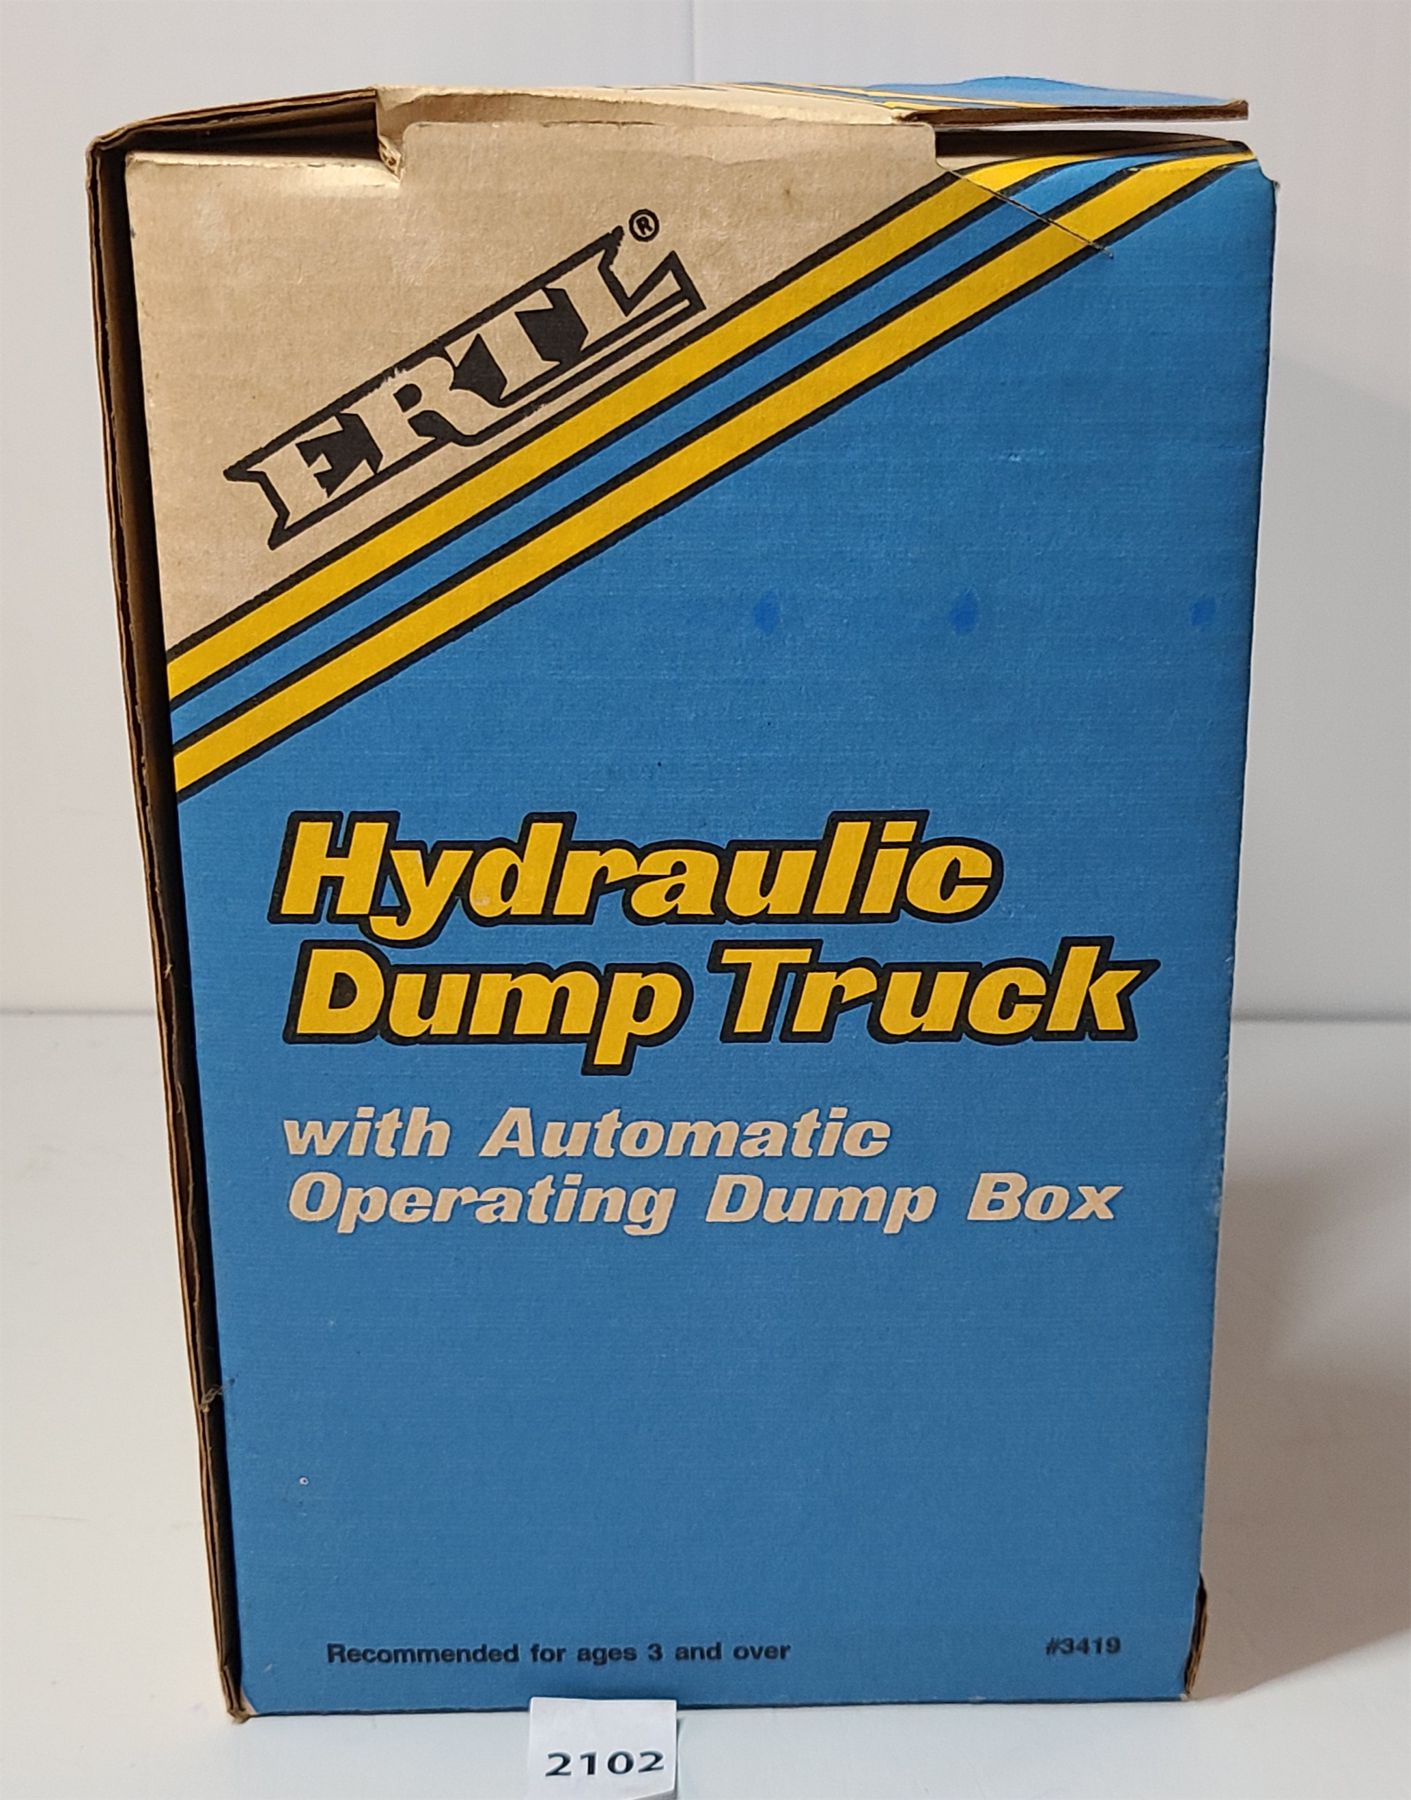 ERTL®
Hydraulic
Dump Truck
with Automatic
Operating Dump Box
Recommended for ages 3 and over #3419
2102